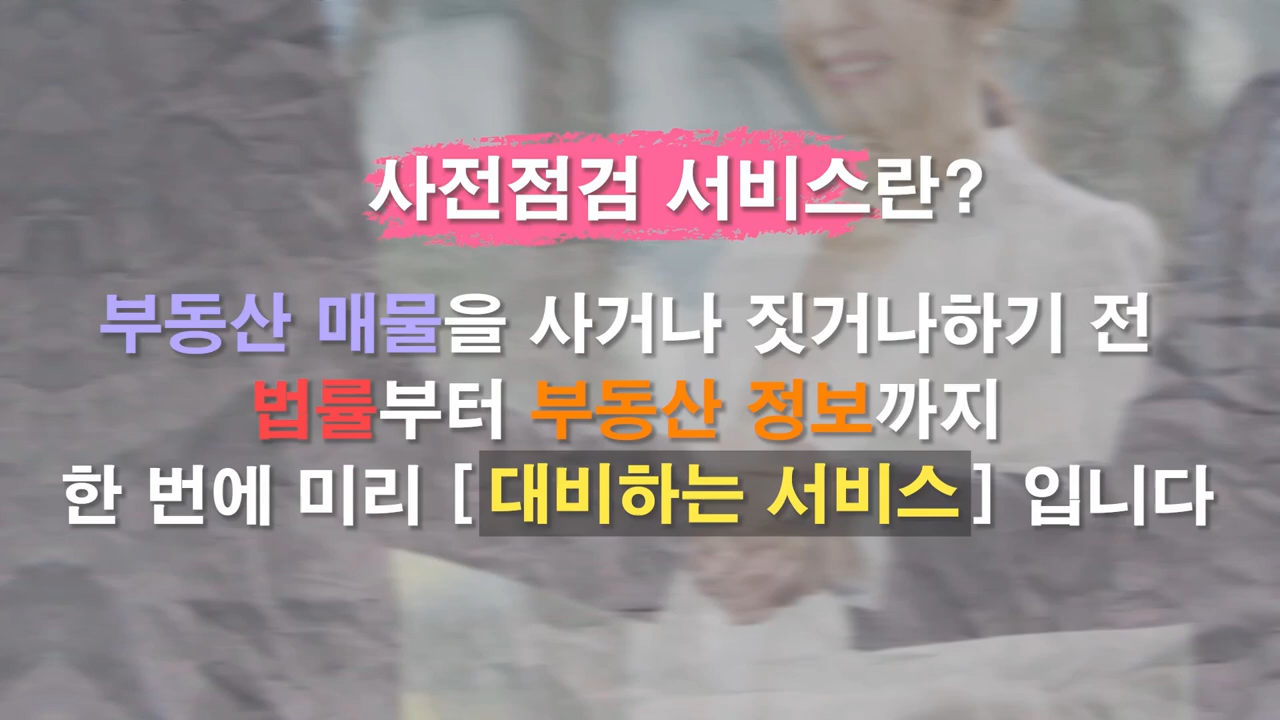 사전점검 서비스란?
부동산 매물을 사거나 짓거나하기 전
법률부터 부동산 정보까지
한 번에 미리 [대비하는 서비스] 입니다